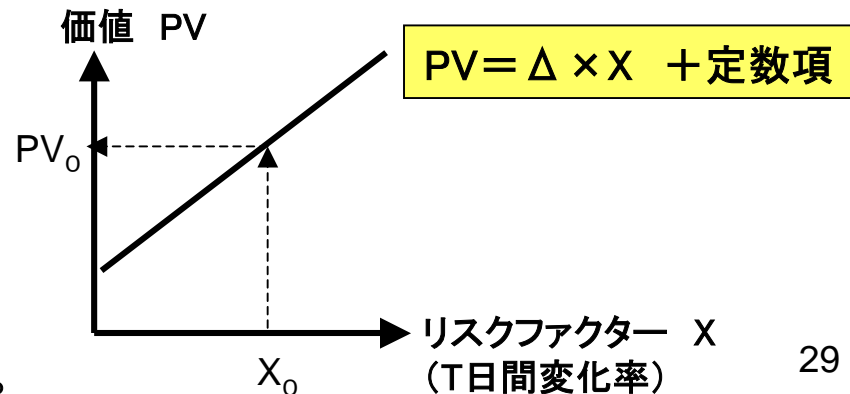 価値 PV
PV=Δ×X +定数項
PV₀
リスクファクター X
(T日間変化率)
X₀
29
。